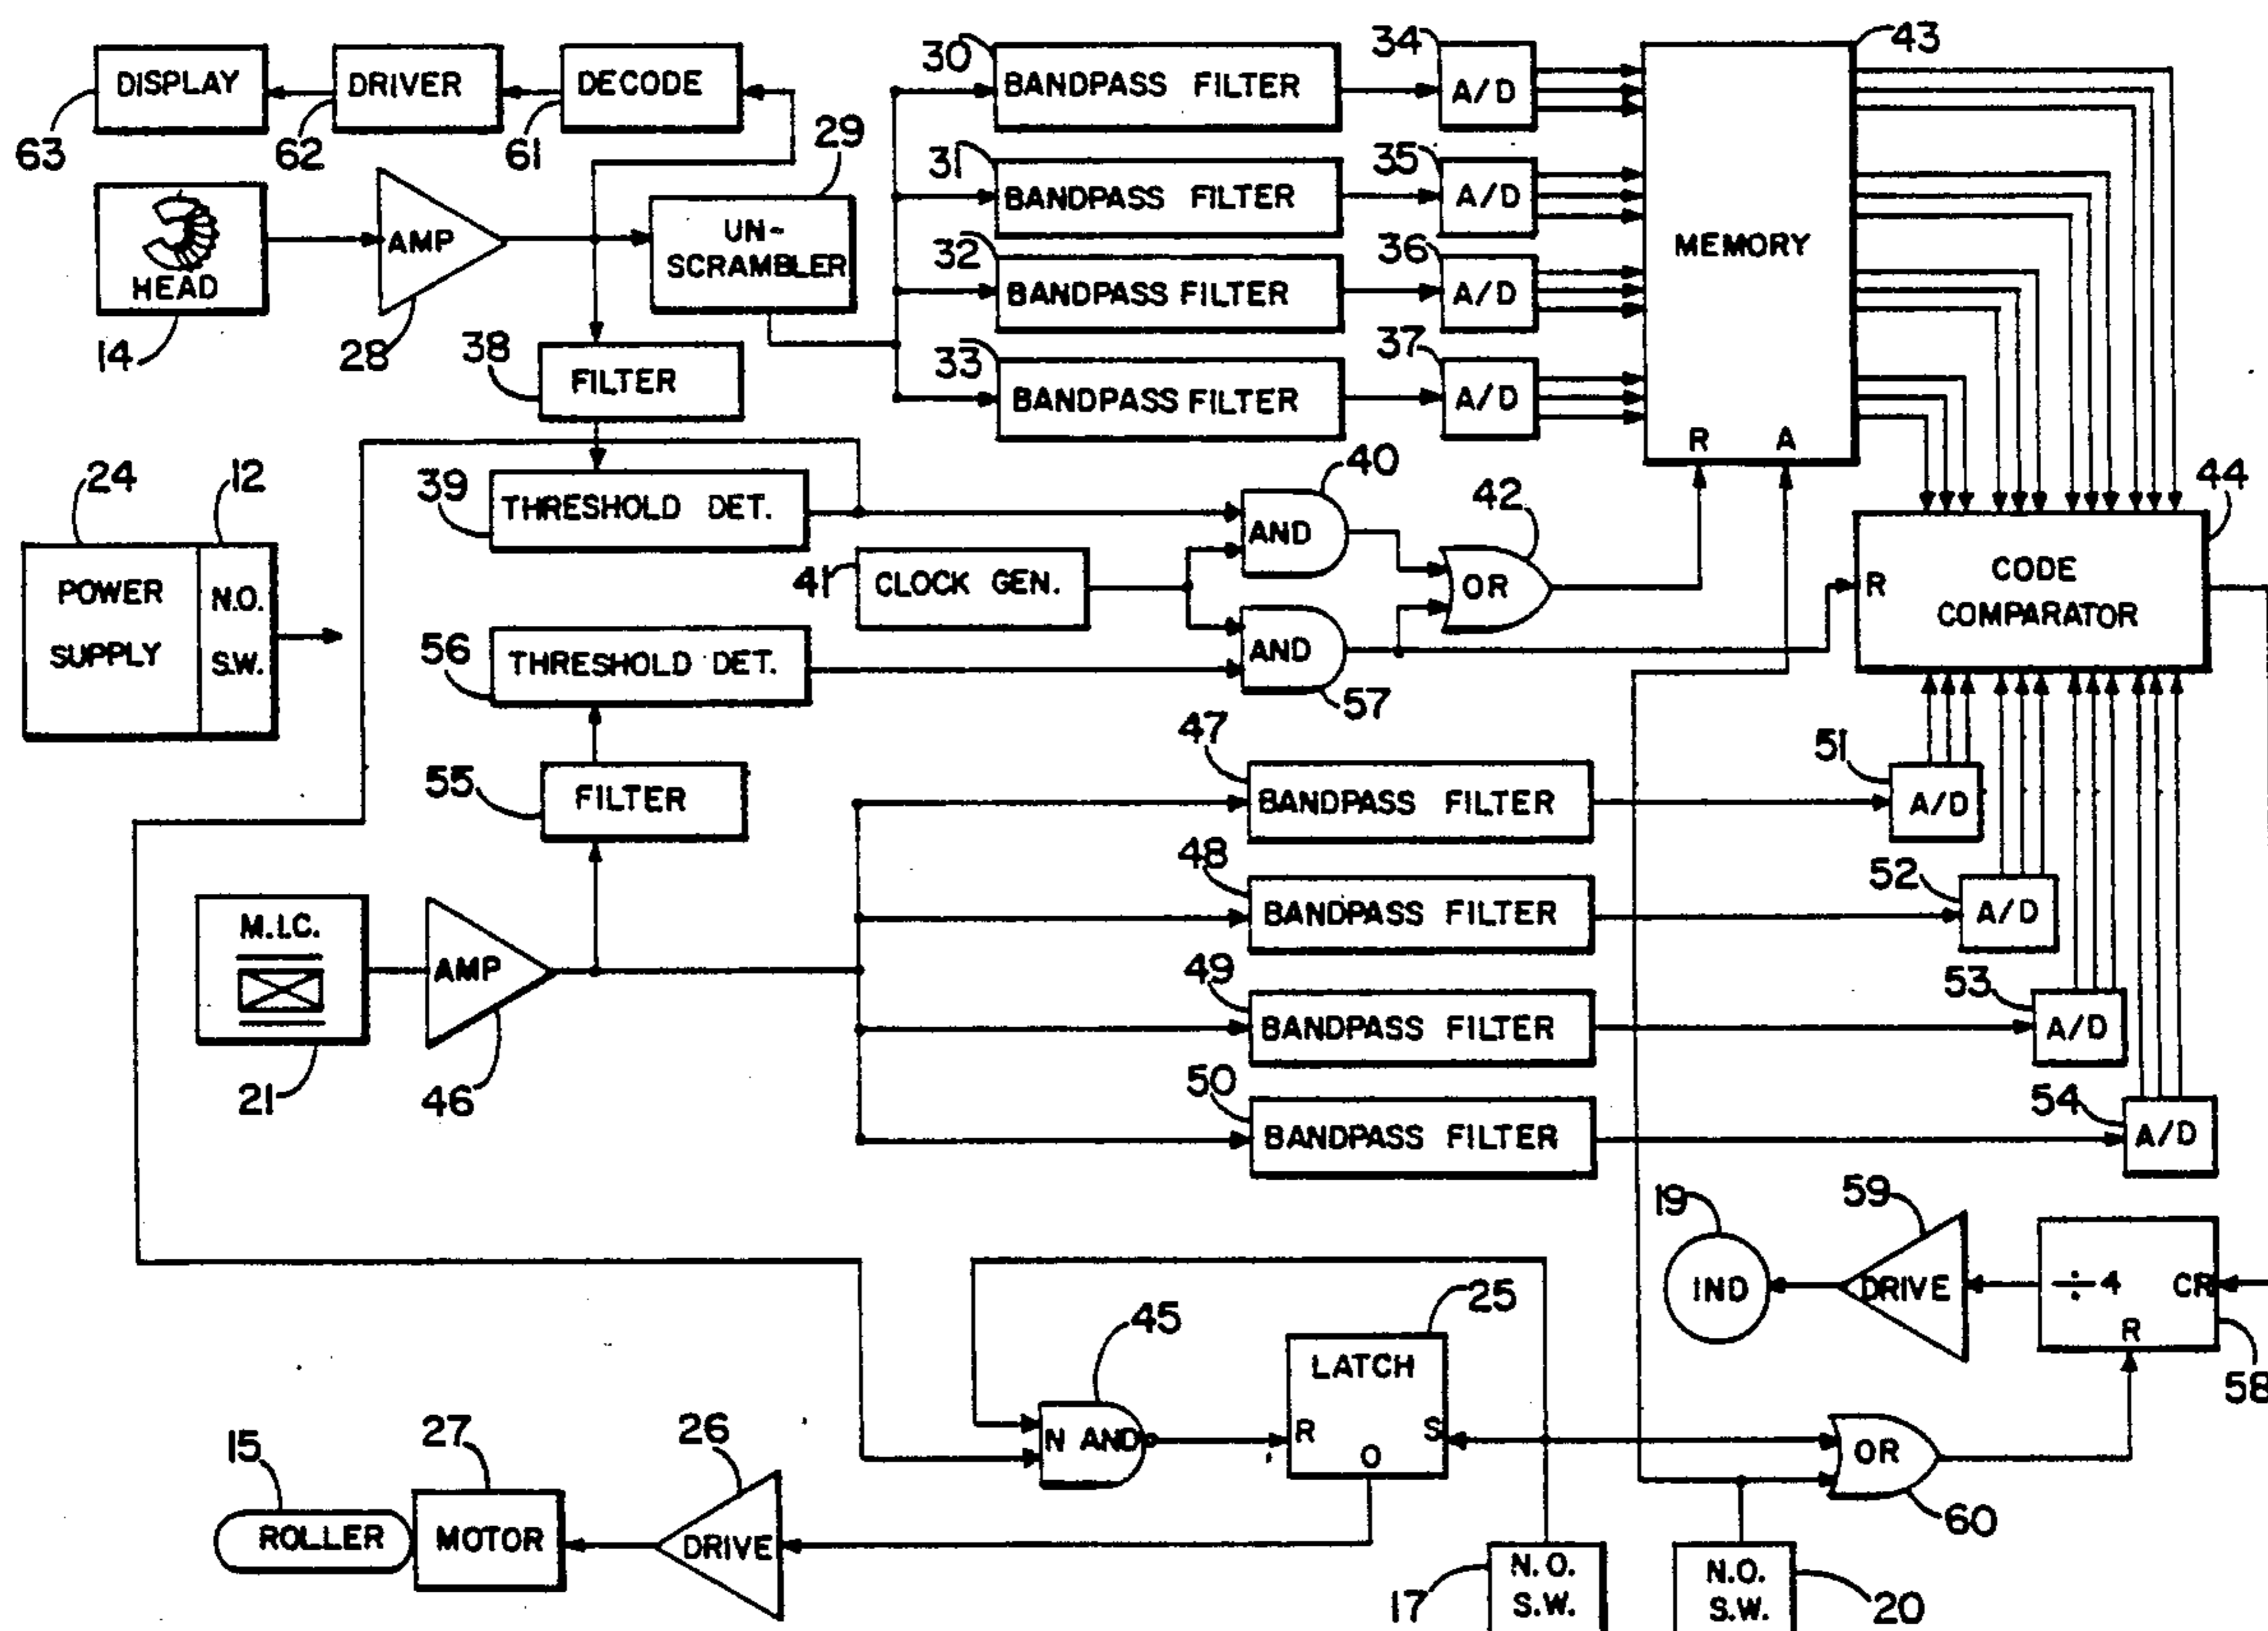 30
34
43
DISPLAY
DRIVER
DECODE
BANDPASS FILTER
A/D
63
62
61
29
31
35
BANDPASS FILTER
A/D
HEAD
AMP
UN-
SCRAMBLER
MEMORY
32
36
BANDPASS FILTER
A/D
14
28
38
FILTER
33
37
BANDPASS FILTER
A/D
R A
24
12
39
THRESHOLD DET.
40
42
44
POWER
SUPPLY
N.O.
S.W.
AND
41
CLOCK GEN.
OR
R
CODE
COMPARATOR
56
THRESHOLD DET.
AND
57
55
FILTER
47
BANDPASS FILTER
51
A/D
48
BANDPASS FILTER
52
A/D
M.I.C.
AMP
21
46
49
BANDPASS FILTER
53
A/D
50
BANDPASS FILTER
54
A/D
19
IND
59
DRIVE
÷4
CR
R
58
45
N AND
25
LATCH
R
S
O
OR
60
15
ROLLER
27
MOTOR
26
DRIVE
17
N.O.
S.W.
N.O.
S.W.
20